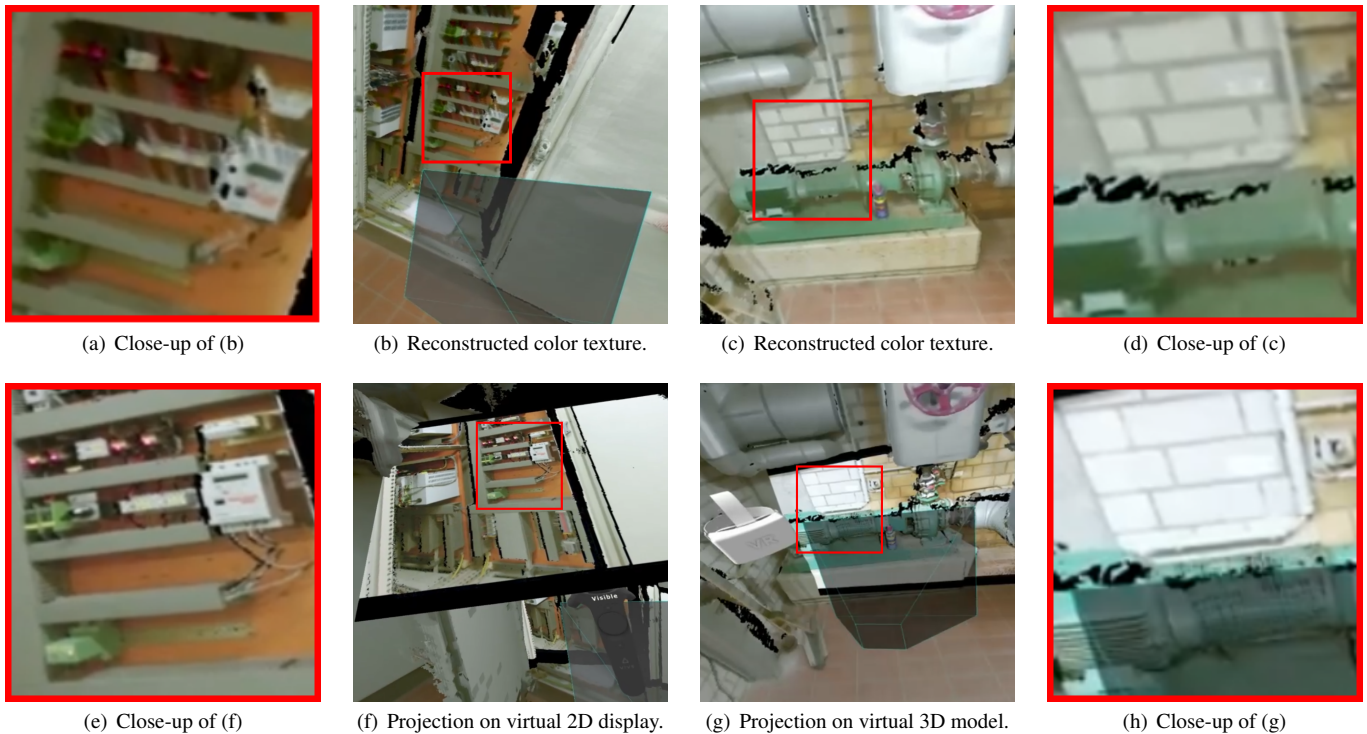 (a) Close-up of (b)
(b) Reconstructed color texture.
(c) Reconstructed color texture.
(d) Close-up of (c)
Visible
(e) Close-up of (f)
(f) Projection on virtual 2D display.
(g) Projection on virtual 3D model.
(h) Close-up of (g)